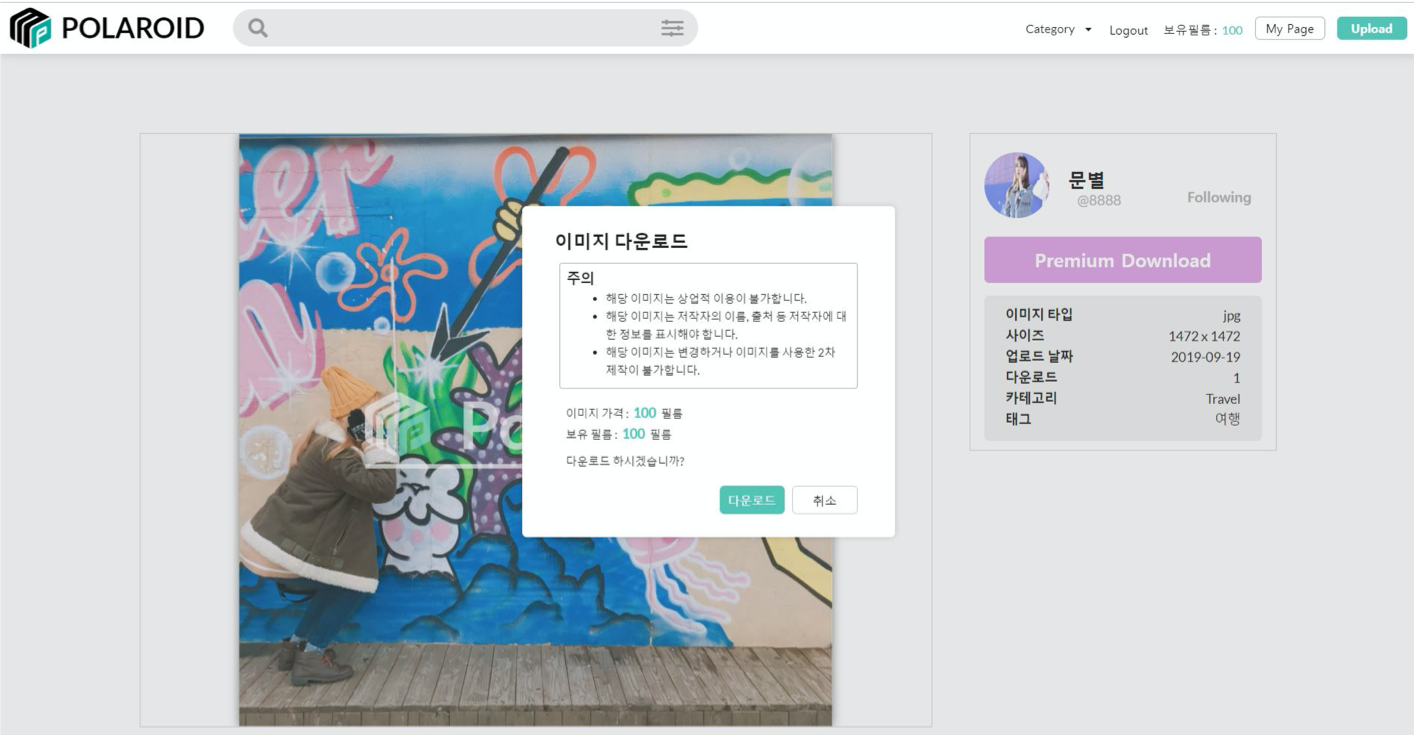 POLAROID
Category
Logout
보유필름 : 100
My Page
Upload
이미지 다운로드
주의
• 해당 이미지는 상업적 이용이 불가합니다.
• 해당 이미지는 저작자의 이름, 출처 등 저작자에 대
한 정보를 표시해야 합니다.
• 해당 이미지는 변경하거나 이미지를 사용한 2차
제작이 불가합니다.
이미지 가격 : 100 필름
보유 필름 : 100 필름
다운로드 하시겠습니까?
다운로드
취소
문별
@8888
Following
Premium Download
이미지 타입 jpg
사이즈 1472 x 1472
업로드 날짜 2019-09-19
다운로드 1
카테고리 Travel
태그 여행